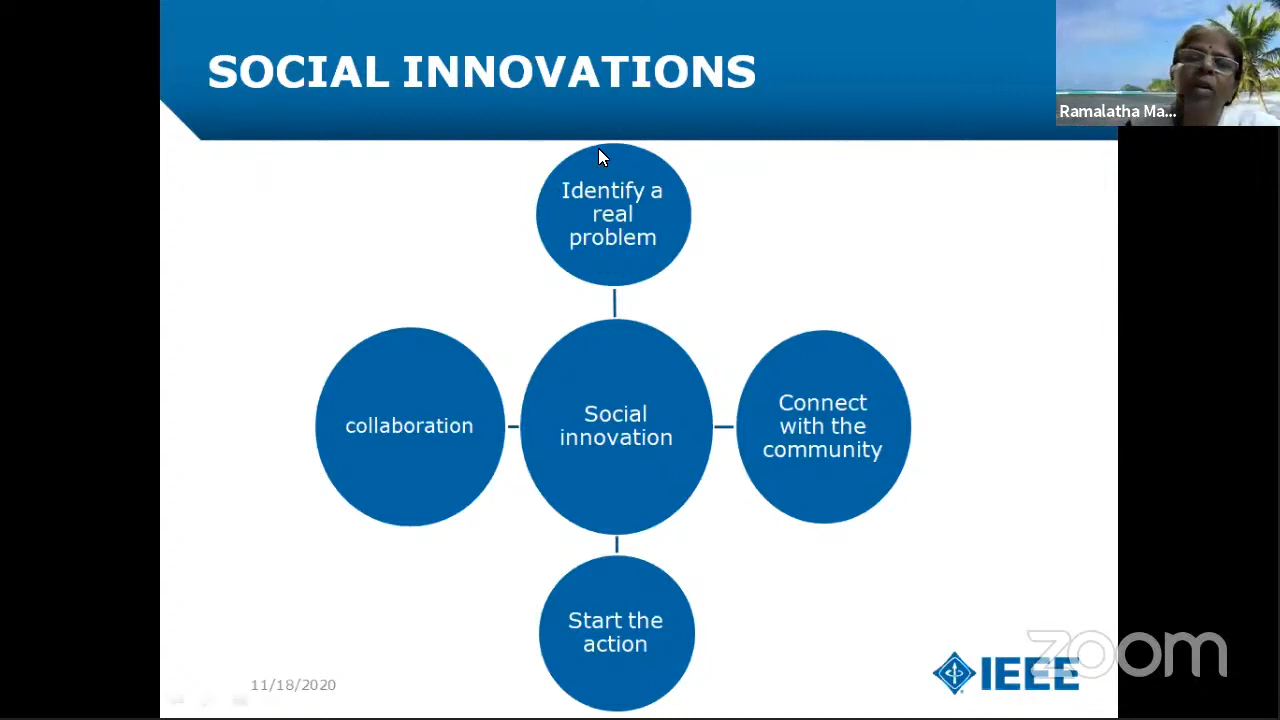 SOCIAL INNOVATIONS
Ramalatha Ma...
Identify a
real
problem
collaboration
Social
innovation
Connect
with the
community
Start the
action
11/18/2020
IEEE
zoom